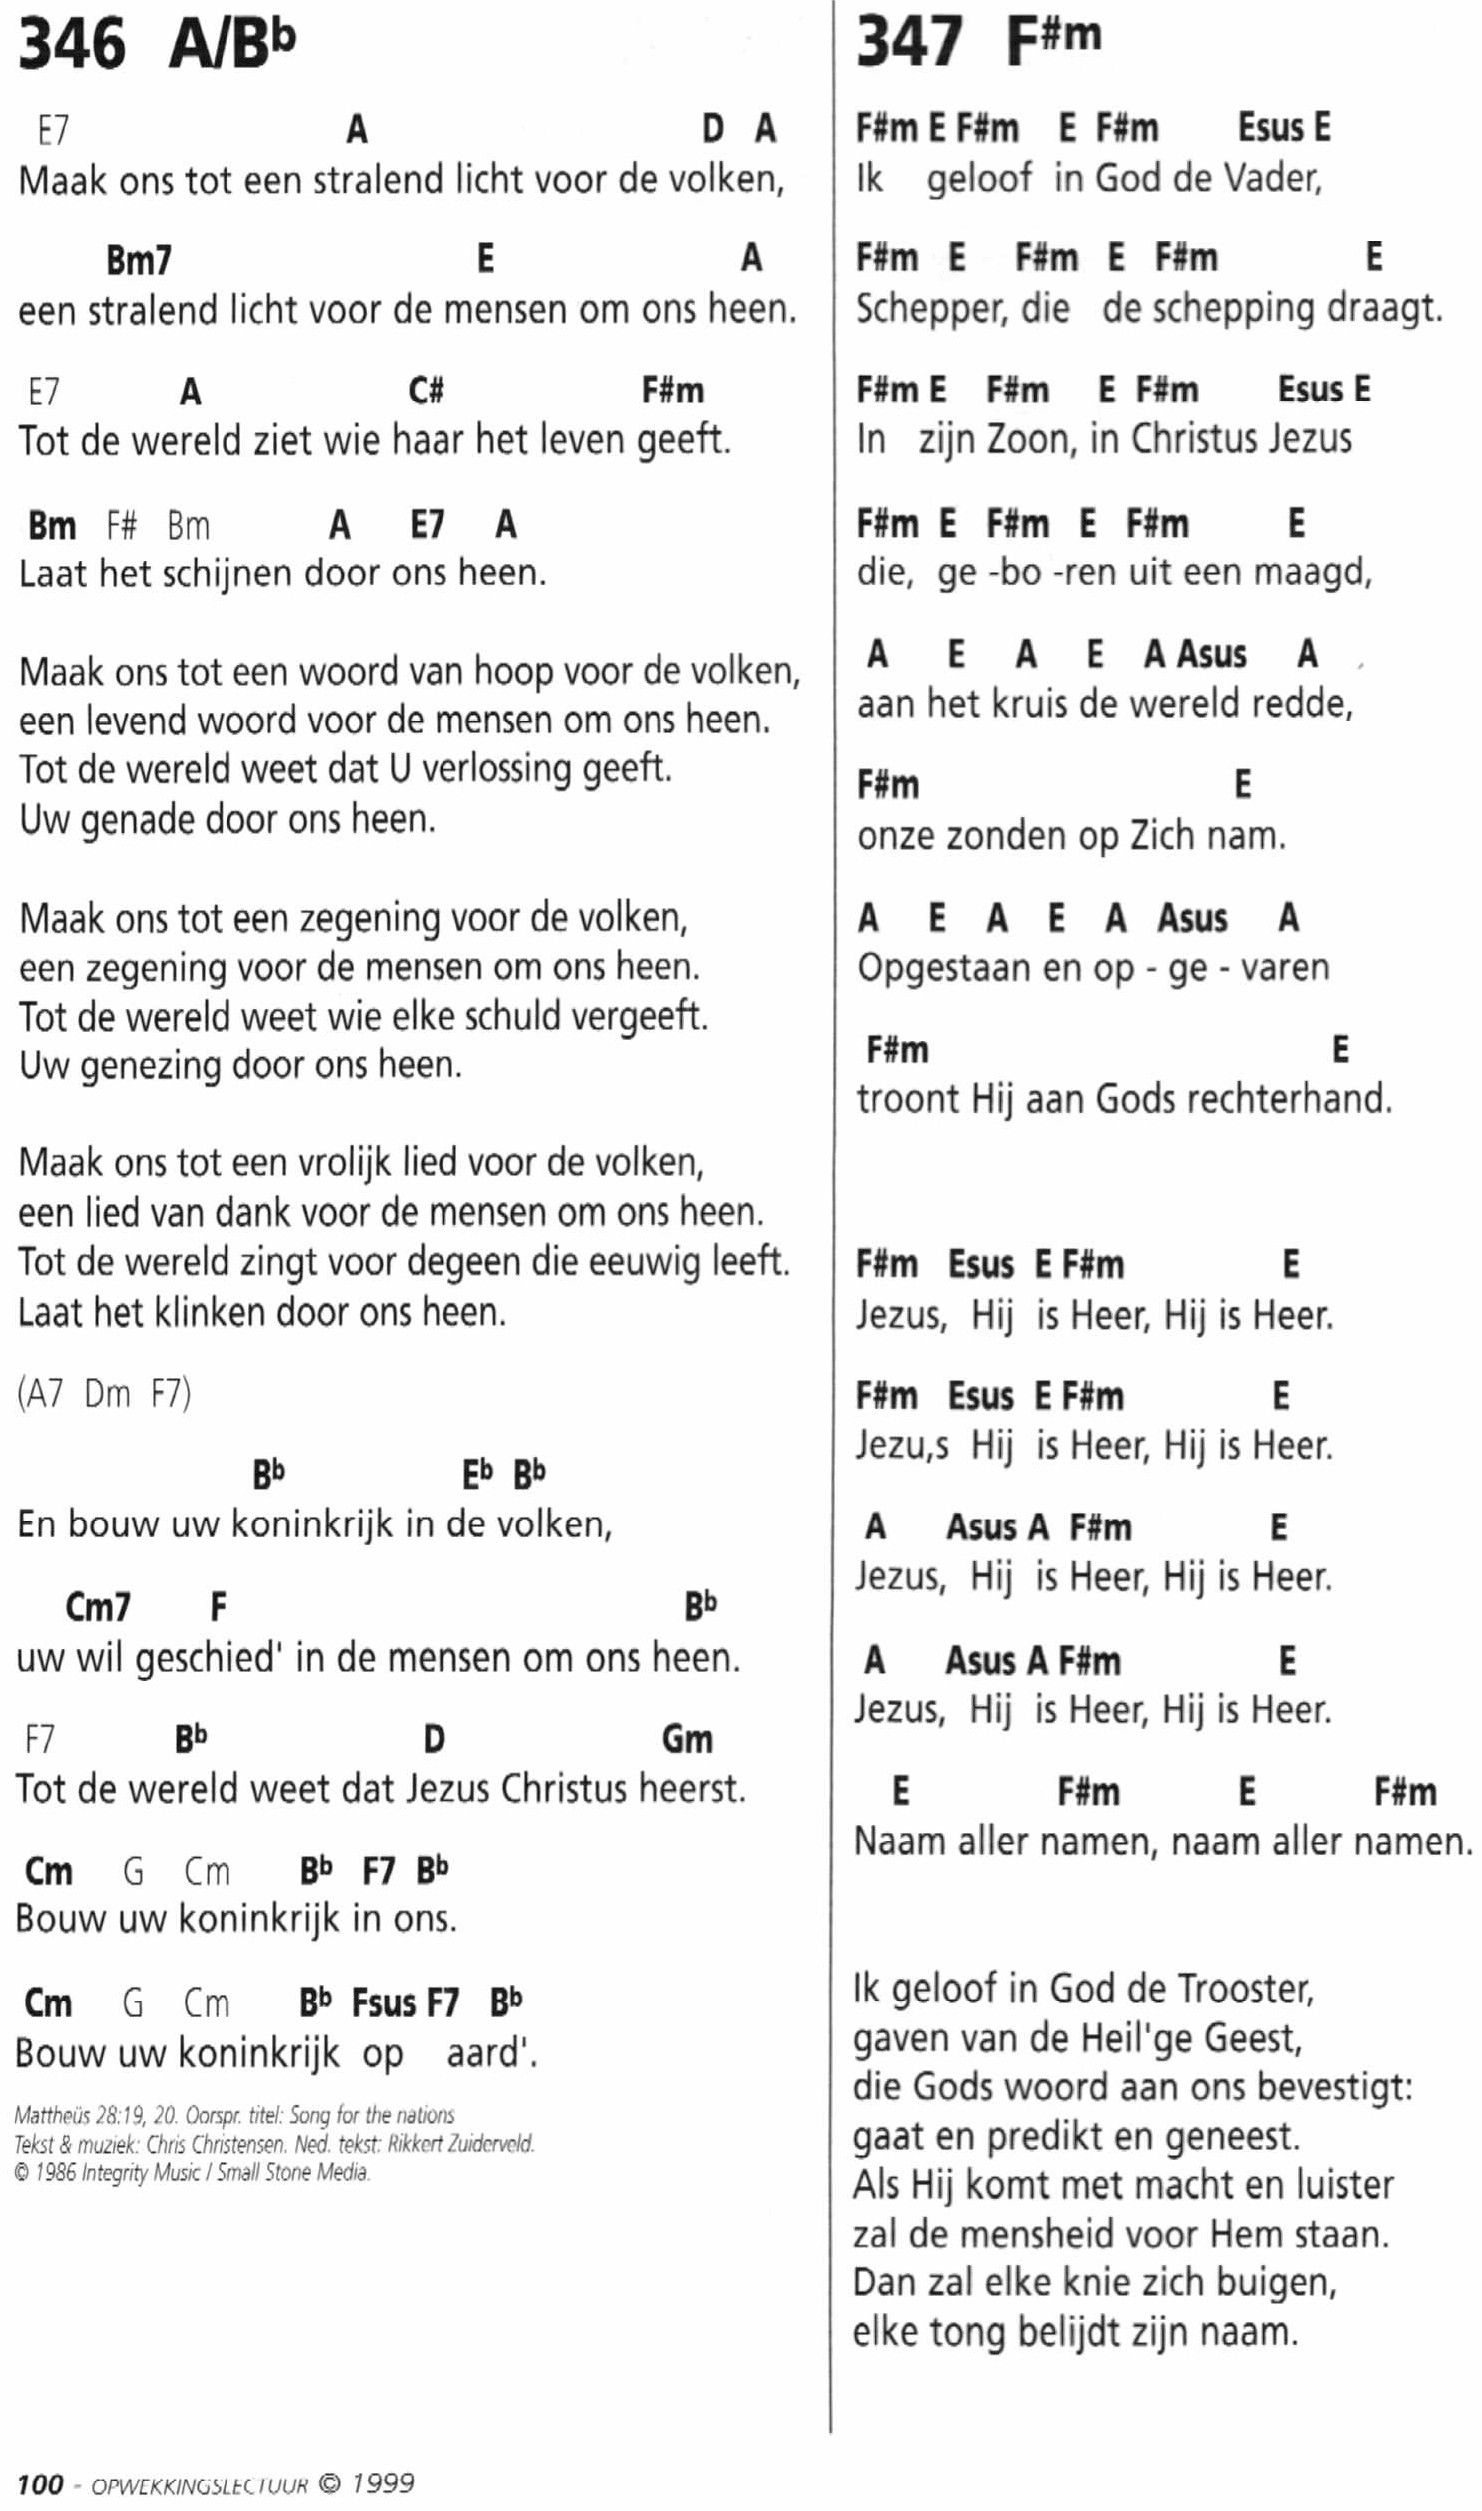 346 A/Bb
E7 A D A
Maak ons tot een stralend licht voor de volken,
Bm7 E A
een stralend licht voor de mensen om ons heen.
E7 A C# F#m
Tot de wereld ziet wie haar het leven geeft.
Bm F# Bm A E7 A
Laat het schijnen door ons heen.
Maak ons tot een woord van hoop voor de volken,
een levend woord voor de mensen om ons heen.
Tot de wereld weet dat U verlossing geeft.
Uw genade door ons heen.
Maak ons tot een zegening voor de volken,
een zegening voor de mensen om ons heen.
Tot de wereld weet wie elke schuld vergeeft.
Uw genezing door ons heen.
Maak ons tot een vrolijk lied voor de volken,
een lied van dank voor de mensen om ons heen.
Tot de wereld zingt voor degeen die eeuwig leeft.
Laat het klinken door ons heen.
(A7 Dm F7)
Bb Eb Bb
En bouw uw koninkrijk in de volken,
Cm7 F Bb
uw wil geschied' in de mensen om ons heen.
F7 Bb D Gm
Tot de wereld weet dat Jezus Christus heerst.
Cm G Cm Bb F7 Bb
Bouw uw koninkrijk in ons.
Cm G Cm Bb Fsus F7 Bb
Bouw uw koninkrijk op aard'.
Mattheüs 28:19, 20. Oorspr. titel: Song for the nations
Tekst & muziek: Chris Christensen. Ned. tekst: Rikkert Zuiderveld.
© 1986 Integrity Music / Small Stone Media.
347 F#m
F#m E F#m E F#m Esus E
Ik geloof in God de Vader,
F#m E F#m E F#m E
Schepper, die de schepping draagt.
F#m E F#m E F#m Esus E
In zijn Zoon, in Christus Jezus
F#m E F#m E F#m E
die, ge -bo -ren uit een maagd,
A E A E A Asus A
aan het kruis de wereld redde,
F#m E
onze zonden op Zich nam.
A E A E A Asus A
Opgestaan en op - ge - varen
F#m E
troont Hij aan Gods rechterhand.
F#m Esus E F#m E
Jezus, Hij is Heer, Hij is Heer.
F#m Esus E F#m E
Jezu,s Hij is Heer, Hij is Heer.
A Asus A F#m E
Jezus, Hij is Heer, Hij is Heer.
A Asus A F#m E
Jezus, Hij is Heer, Hij is Heer.
E F#m E F#m
Naam aller namen, naam aller namen.
Ik geloof in God de Trooster,
gaven van de Heil'ge Geest,
die Gods woord aan ons bevestigt:
gaat en predikt en geneest.
Als Hij komt met macht en luister
zal de mensheid voor Hem staan.
Dan zal elke knie zich buigen,
elke tong belijdt zijn naam.
100 - OPWEKKINGSLECTUUR © 1999